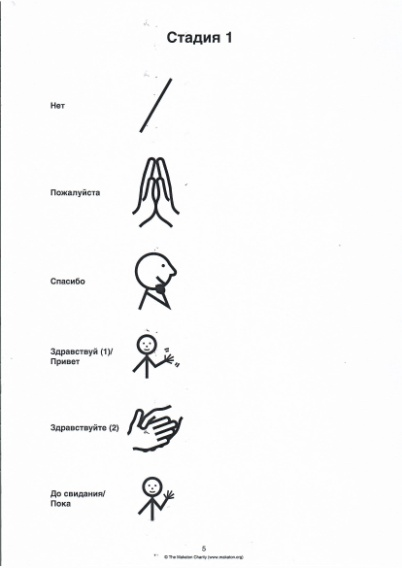 Стадия 1
Нет
Пожалуйста
Спасибо
Здравствуй (1)/
Привет
Здравствуйте (2)
До свидания/
Пока
5
© The Makaton Charity (www.makaton.org)